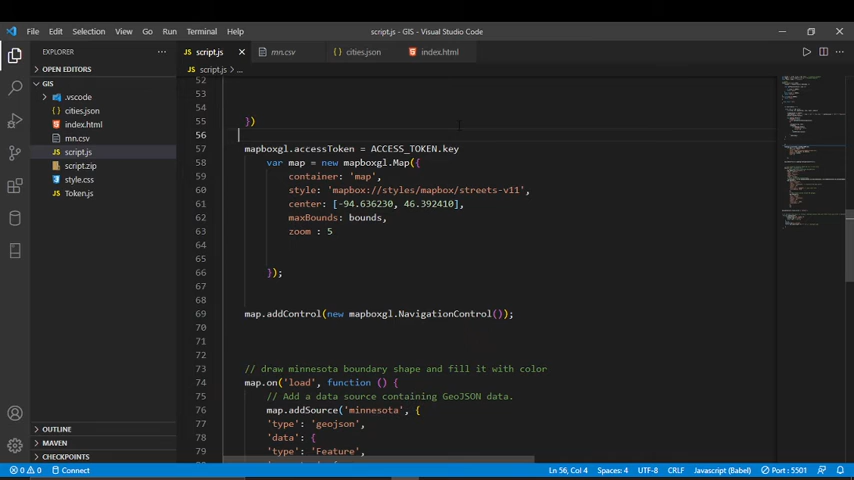 File Edit Selection View Go Run Terminal Help script.js - GIS - Visual Studio Code
EXPLORER
OPEN EDITORS
GIS
.vscode
cities.json
index.html
mn.csv
script.js
script.zip
style.css
Token.js
OUTLINE
MAVEN
CHECKPOINTS
script.js mn.csv cities.json index.html
script.js > ...
52
53
54
55 })
56
57 mapboxgl.accessToken = ACCESS_TOKEN.key
58 var map = new mapboxgl.Map({
59 container: 'map',
60 style: 'mapbox://styles/mapbox/streets-v11',
61 center: [-94.636230, 46.392410],
62 maxBounds: bounds,
63 zoom : 5
64
65
66 });
67
68
69 map.addControl(new mapboxgl.NavigationControl());
70
71
72
73 // draw minnesota boundary shape and fill it with color
74 map.on('load', function () {
75 // Add a data source containing GeoJSON data.
76 map.addSource('minnesota', {
77 'type': 'geojson',
78 'data': {
79 'type': 'Feature',
0 0 Connect Ln 56, Col 4 Spaces: 4 UTF-8 CRLF Javascript (Babel) Port : 5501